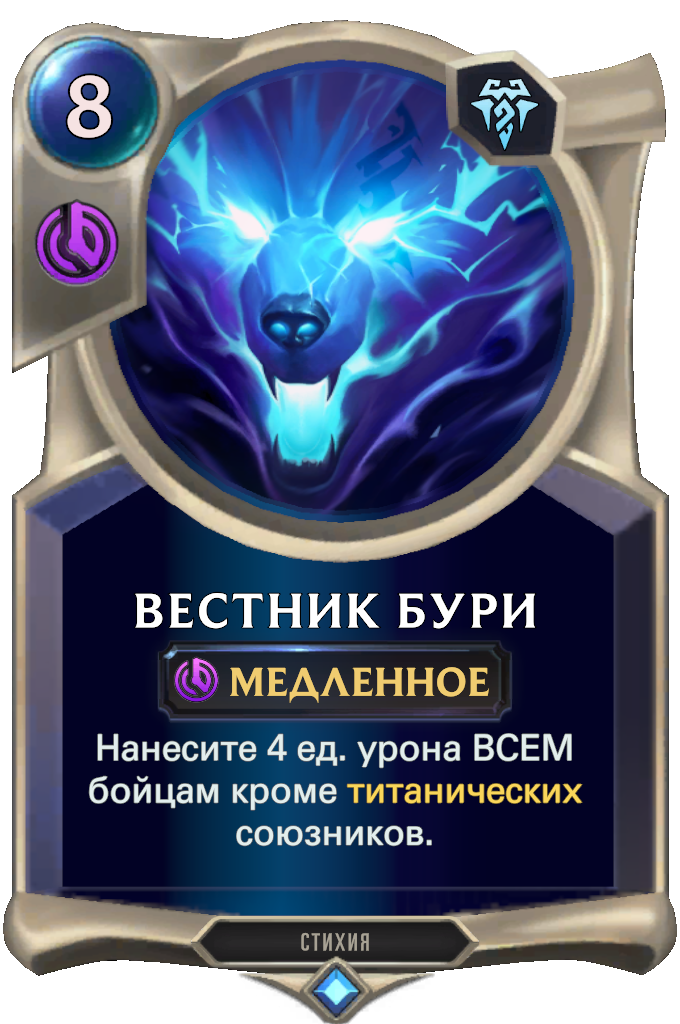 8
ВЕСТНИК БУРИ
МЕДЛЕННОЕ
Нанесите 4 ед. урона ВСЕМ
бойцам кроме титанических
союзников.
СТИХИЯ